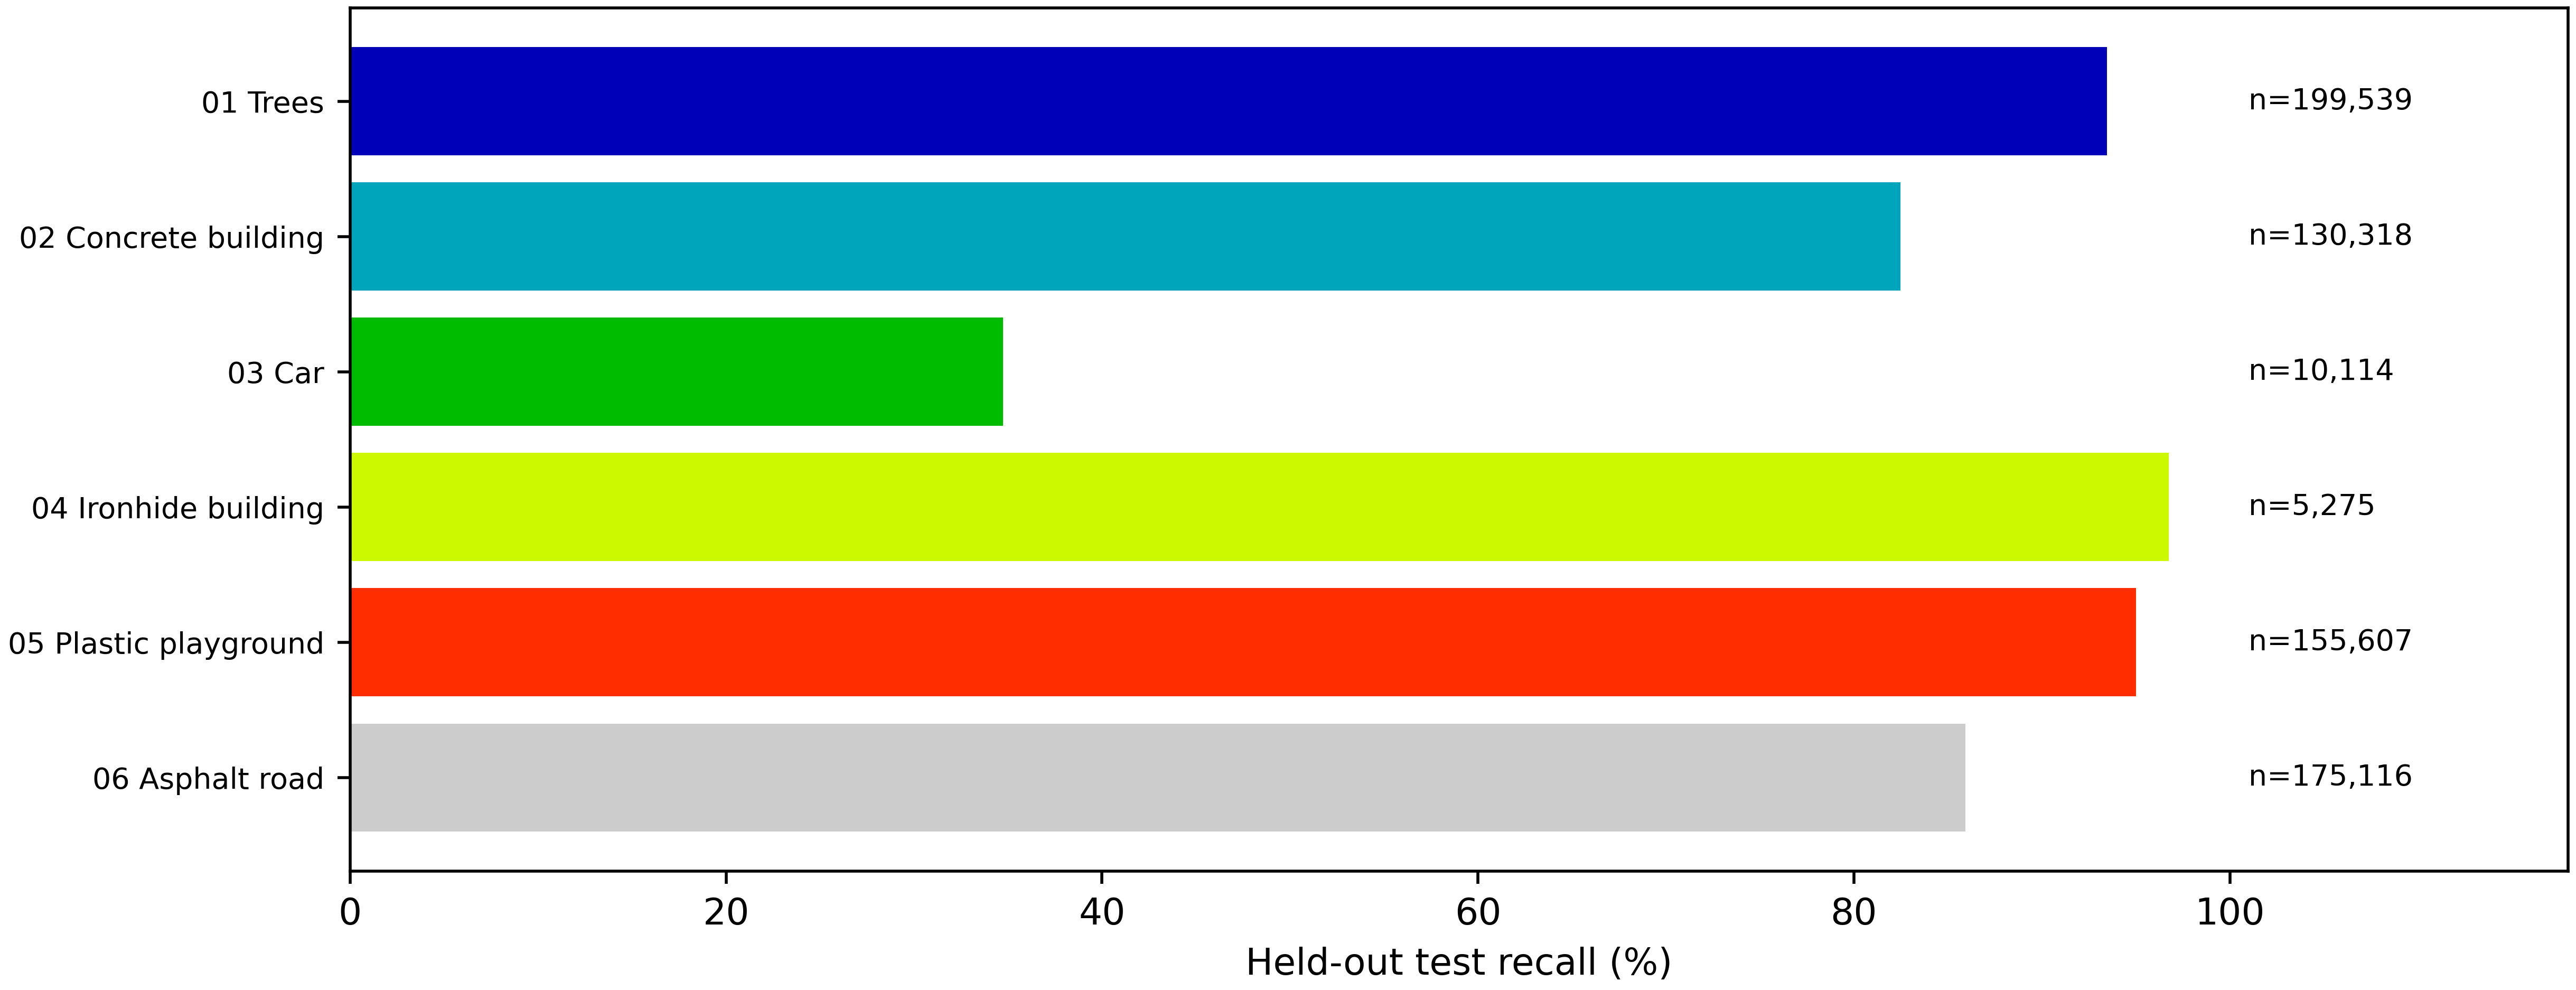 01 Trees n=199,539
02 Concrete building n=130,318
03 Car n=10,114
04 Ironhide building n=5,275
05 Plastic playground n=155,607
06 Asphalt road n=175,116
0 20 40 60 80 100
Held-out test recall (%)